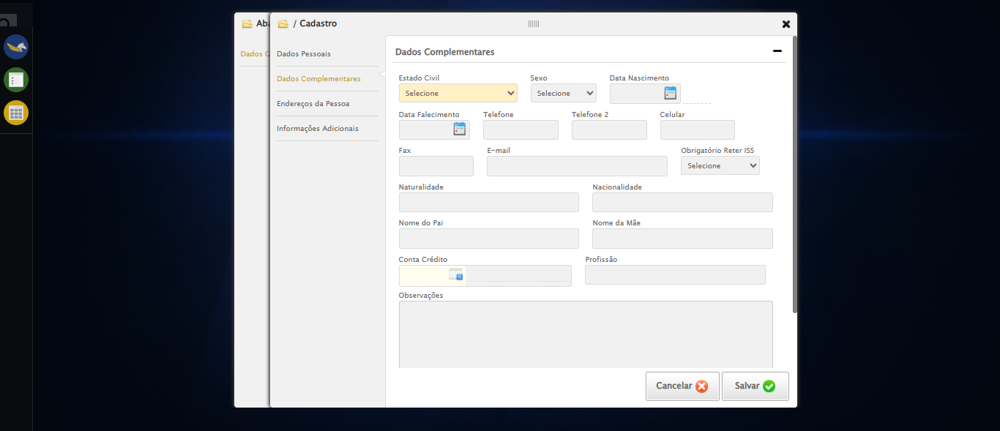 Aba
/ Cadastro
Dados
Dados Pessoais
Dados Complementares
Endereços da Pessoa
Informações Adicionais
Dados Complementares
Estado Civil Sexo Data Nascimento
Selecione Selecione
Data Falecimento Telefone Telefone 2 Celular
Fax E-mail Obrigatório Reter ISS
Selecione
Naturalidade Nacionalidade
Nome do Pai Nome da Mãe
Conta Crédito Profissão
Observações
Cancelar Salvar